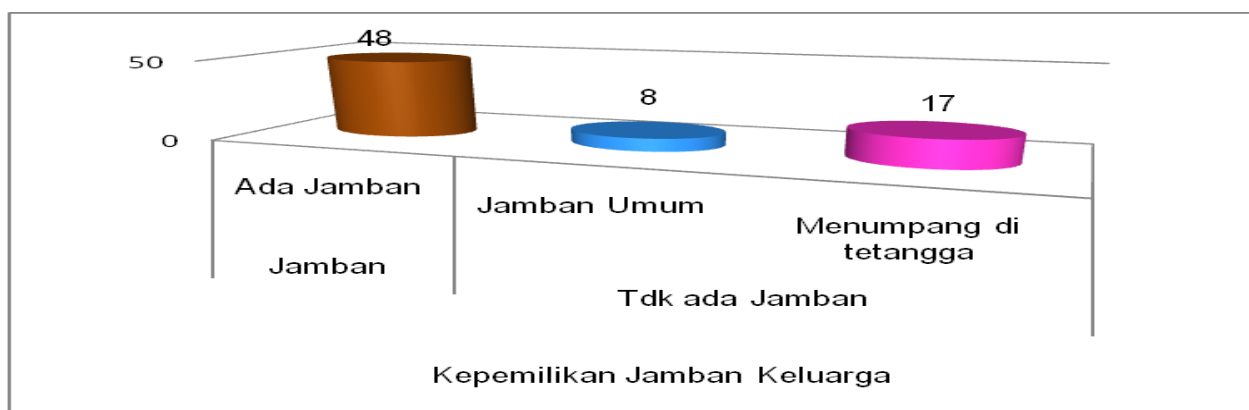 48
50
8
17
0
Ada Jamban
Jamban Umum
Menumpang di
tetangga
Jamban
Tdk ada Jamban
Kepemilikan Jamban Keluarga